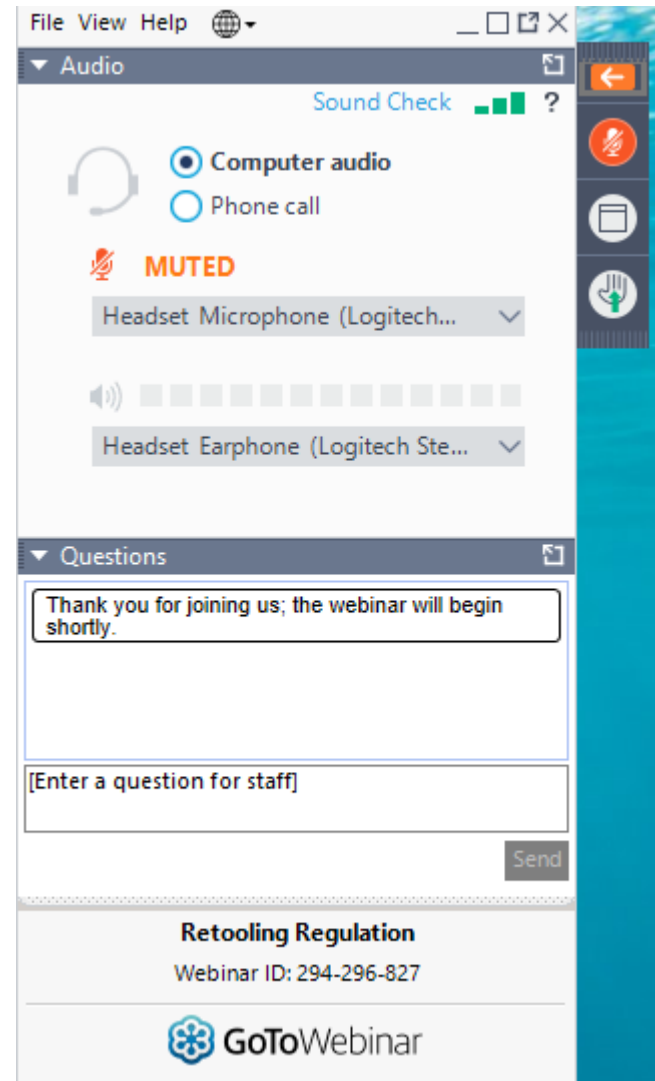 File View Help
Audio
Sound Check ?
Computer audio
Phone call
MUTED
Headset Microphone (Logitech...
Headset Earphone (Logitech Ste...
Questions
Thank you for joining us; the webinar will begin
shortly.
[Enter a question for staff]
Send
Retooling Regulation
Webinar ID: 294-296-827
GoToWebinar